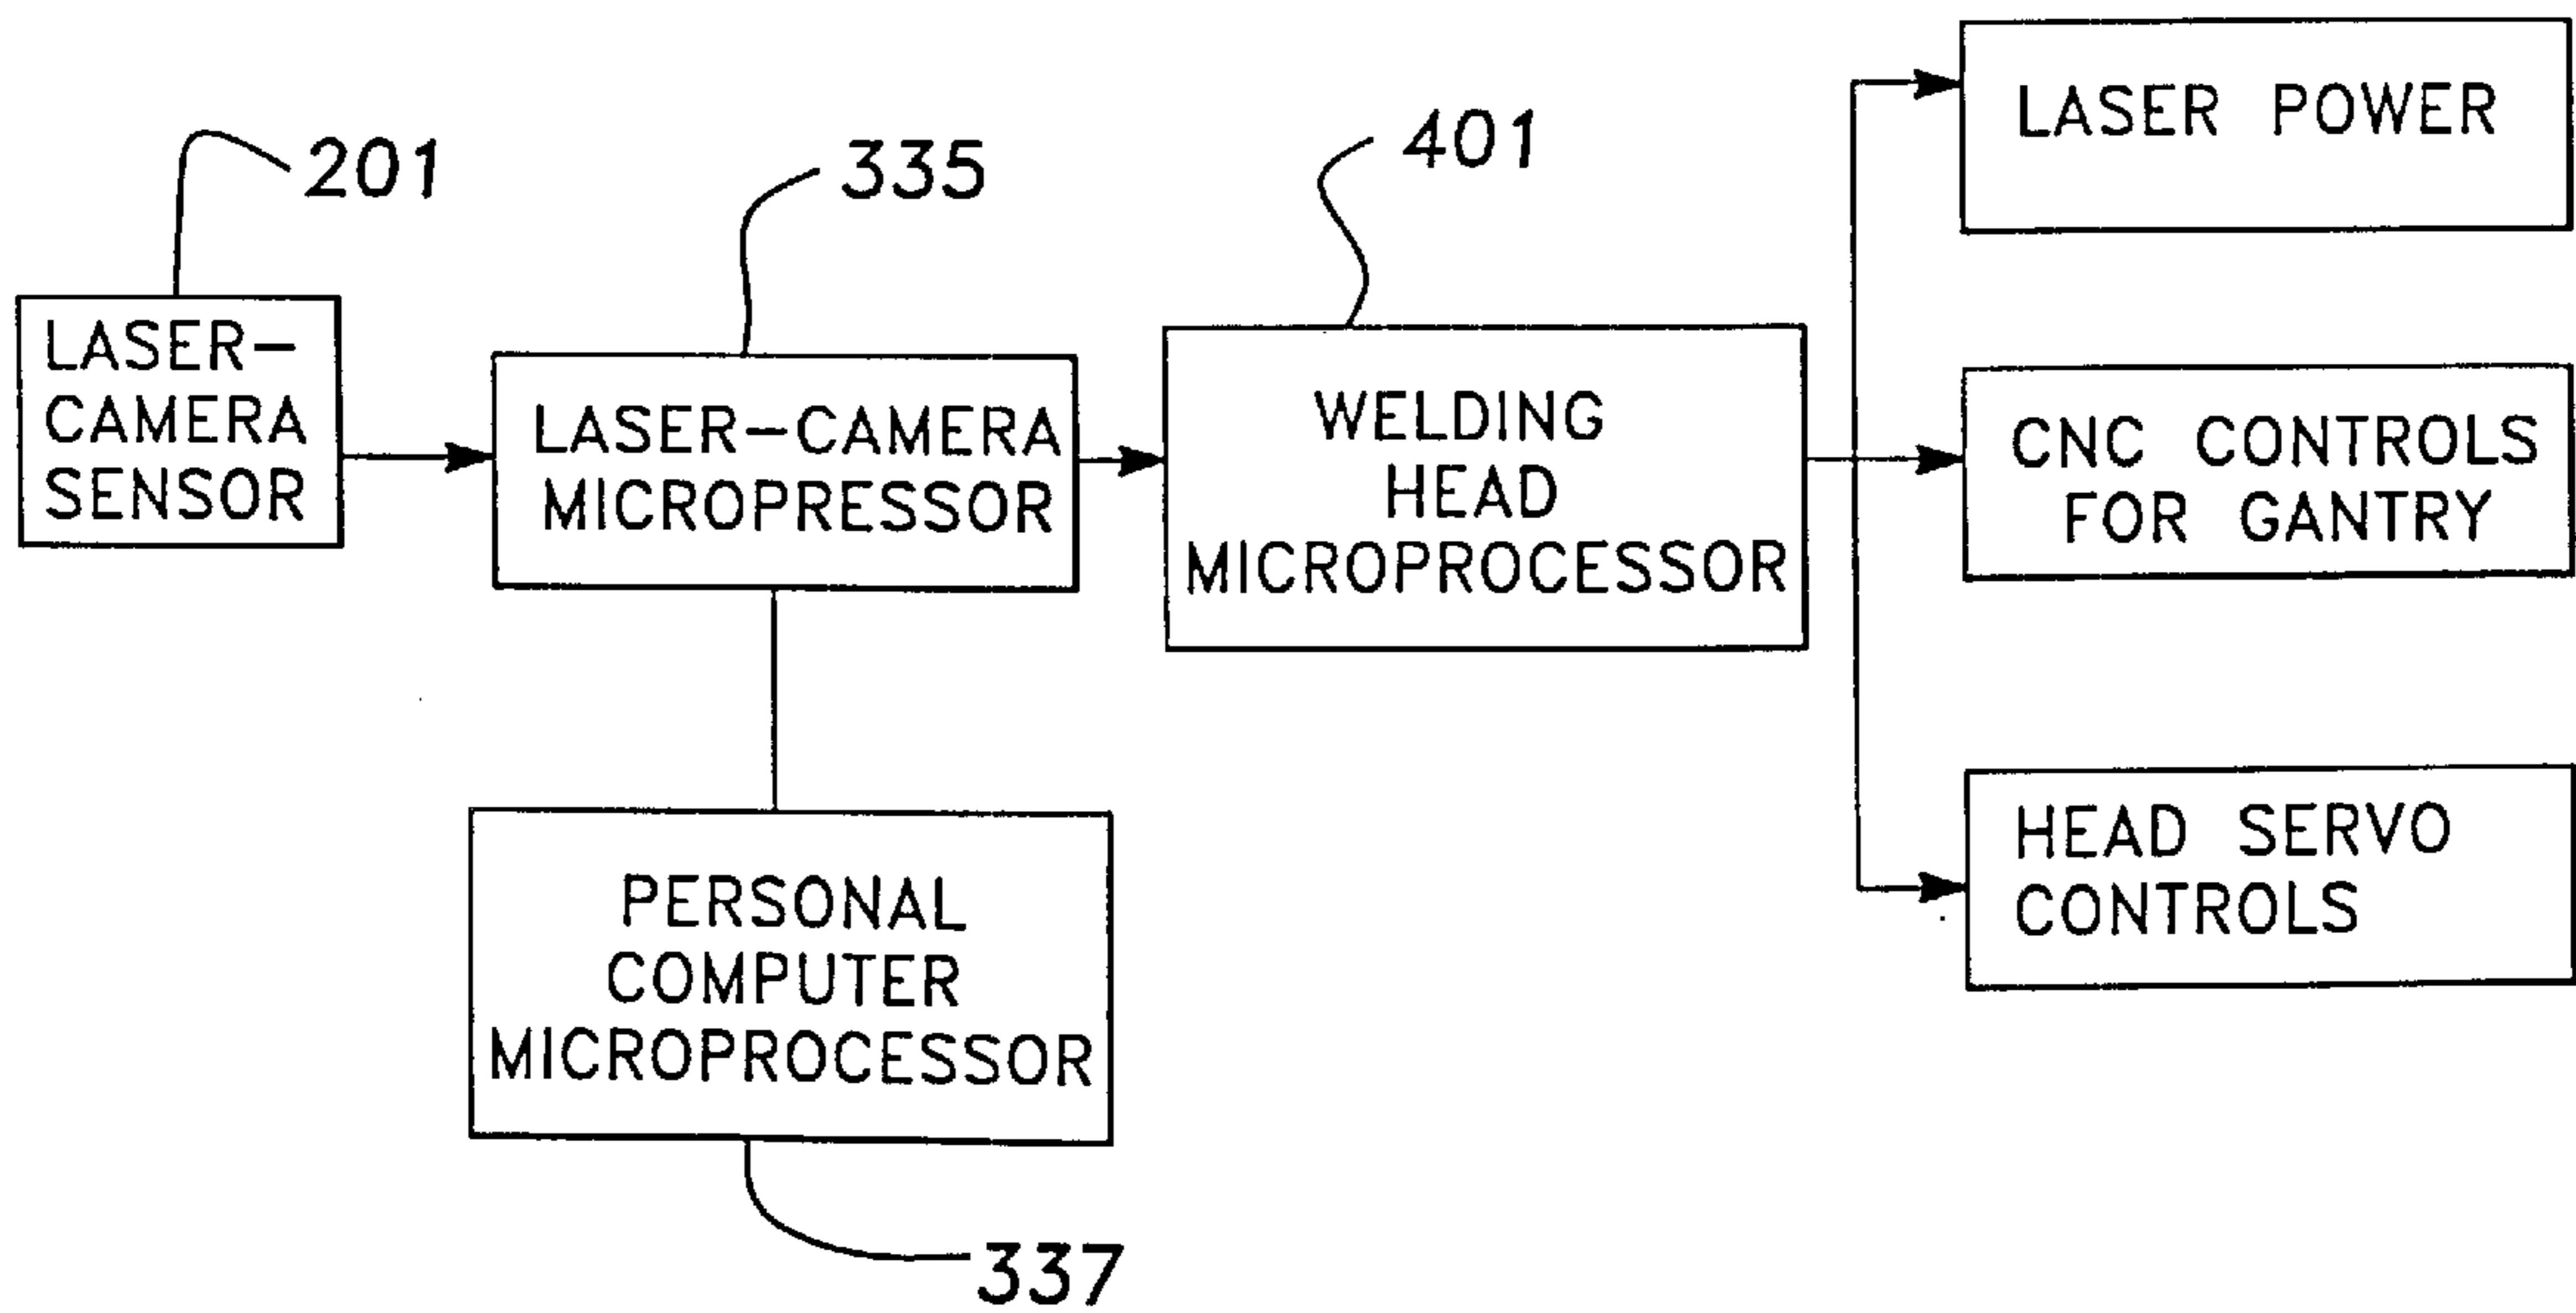 201
LASER-
CAMERA
SENSOR
335
LASER-CAMERA
MICROPRESSOR
401
WELDING
HEAD
MICROPROCESSOR
LASER POWER
CNC CONTROLS
FOR GANTRY
HEAD SERVO
CONTROLS
PERSONAL
COMPUTER
MICROPROCESSOR
337